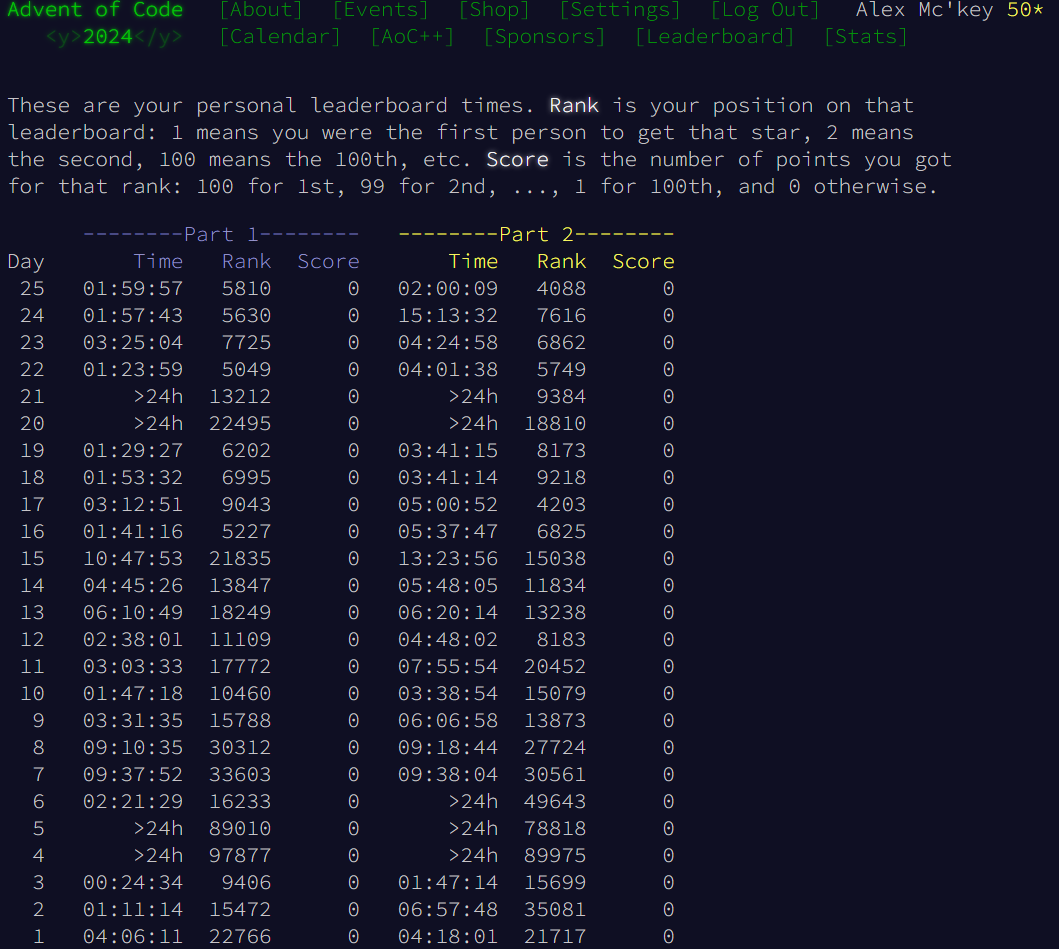 Advent of Code [About] [Events] [Shop] [Settings] [Log Out] Alex Mc'key 50*
<y>2024</y> [Calendar] [AoC++] [Sponsors] [Leaderboard] [Stats]
These are your personal leaderboard times. Rank is your position on that
leaderboard: 1 means you were the first person to get that star, 2 means
the second, 100 means the 100th, etc. Score is the number of points you got
for that rank: 100 for 1st, 99 for 2nd, ..., 1 for 100th, and 0 otherwise.
--------Part 1-------- --------Part 2--------
Day Time Rank Score Time Rank Score
25 01:59:57 5810 0 02:00:09 4088 0
24 01:57:43 5630 0 15:13:32 7616 0
23 03:25:04 7725 0 04:24:58 6862 0
22 01:23:59 5049 0 04:01:38 5749 0
21 >24h 13212 0 >24h 9384 0
20 >24h 22495 0 >24h 18810 0
19 01:29:27 6202 0 03:41:15 8173 0
18 01:53:32 6995 0 03:41:14 9218 0
17 03:12:51 9043 0 05:00:52 4203 0
16 01:41:16 5227 0 05:37:47 6825 0
15 10:47:53 21835 0 13:23:56 15038 0
14 04:45:26 13847 0 05:48:05 11834 0
13 06:10:49 18249 0 06:20:14 13238 0
12 02:38:01 11109 0 04:48:02 8183 0
11 03:03:33 17772 0 07:55:54 20452 0
10 01:47:18 10460 0 03:38:54 15079 0
9 03:31:35 15788 0 06:06:58 13873 0
8 09:10:35 30312 0 09:18:44 27724 0
7 09:37:52 33603 0 09:38:04 30561 0
6 02:21:29 16233 0 >24h 49643 0
5 >24h 89010 0 >24h 78818 0
4 >24h 97877 0 >24h 89975 0
3 00:24:34 9406 0 01:47:14 15699 0
2 01:11:14 15472 0 06:57:48 35081 0
1 04:06:11 22766 0 04:18:01 21717 0